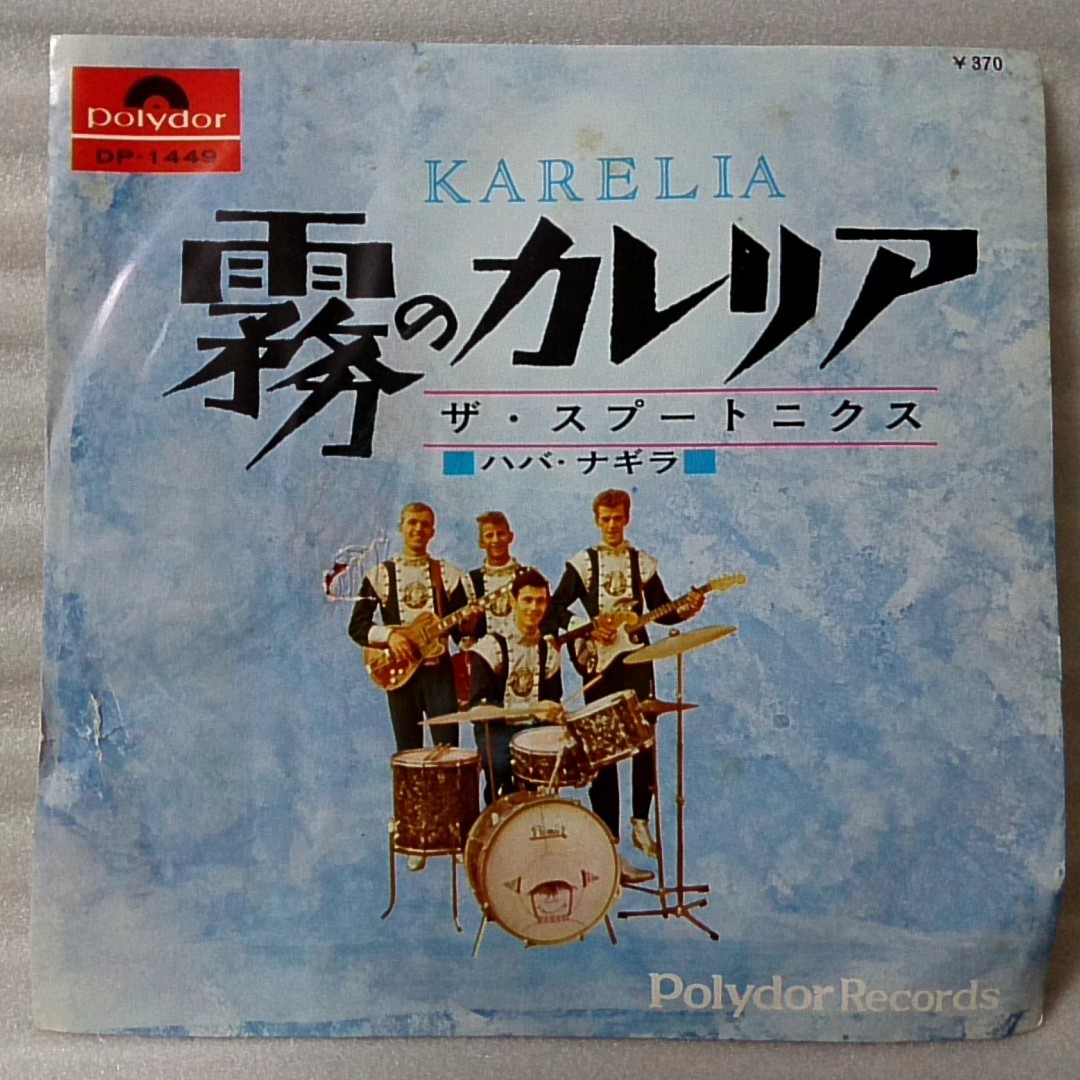 ¥370
polydor
DP-1449
KARELIA
霧のカレリア
ザ・スプートニクス
■ハバ・ナギラ■
Polydor Records